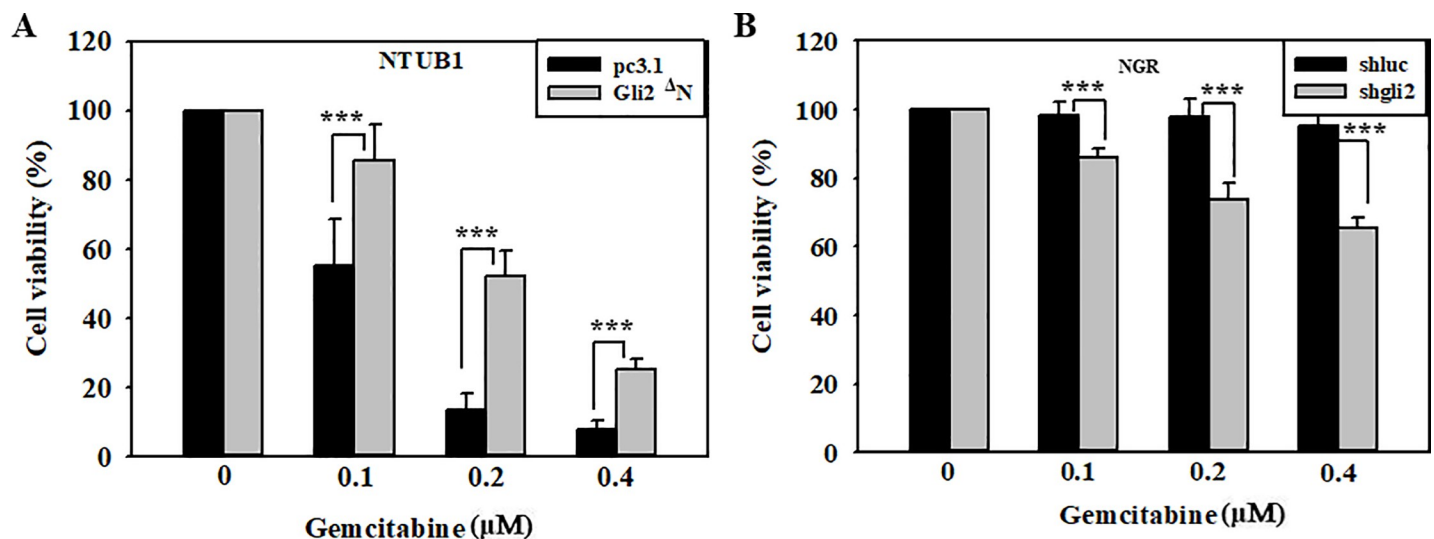 A
NTUB1
pc3.1
Gli2 ΔN
Cell viability (%)
120
100
80
60
40
20
0
***
***
***
0 0.1 0.2 0.4
Gemcitabine (µM)
B
NGR
shluc
shgli2
Cell viability (%)
120
100
80
60
40
20
0
***
***
***
0 0.1 0.2 0.4
Gemcitabine (µM)